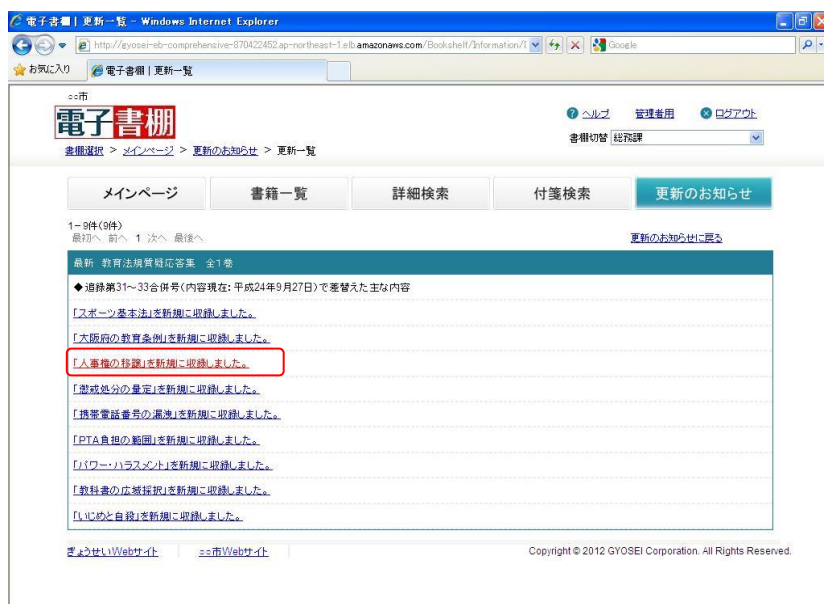 電子書棚 | 更新一覧 - Windows Internet Explorer
http://gyosei-eb-comprehensive-870422452.ap-northeast-1.elb.amazonaws.com/Bookshelf/Information/
Google
お気に入り 電子書棚 | 更新一覧
○○市
電子書棚
ヘルプ 管理者用 ログアウト
書棚切替 総務課
書棚選択 > メインページ > 更新のお知らせ > 更新一覧
メインページ 書籍一覧 詳細検索 付箋検索 更新のお知らせ
1-9件(9件)
最初へ 前へ 1 次へ 最後へ
更新のお知らせに戻る
最新 教育法規質疑応答集 全1巻
◆追録第31~33合併号(内容現在:平成24年9月27日)で差替えた主な内容
「スポーツ基本法」を新規に収録しました。
「大阪府の教育条例」を新規に収録しました。
「人事権の移譲」を新規に収録しました。
「懲戒処分の量定」を新規に収録しました。
「携帯電話番号の漏洩」を新規に収録しました。
「PTA負担の範囲」を新規に収録しました。
「パワー・ハラスメント」を新規に収録しました。
「教科書の広域採択」を新規に収録しました。
「いじめと自殺」を新規に収録しました。
ぎょうせいWebサイト ○○市Webサイト
Copyright © 2012 GYOSEI Corporation. All Rights Reserved.